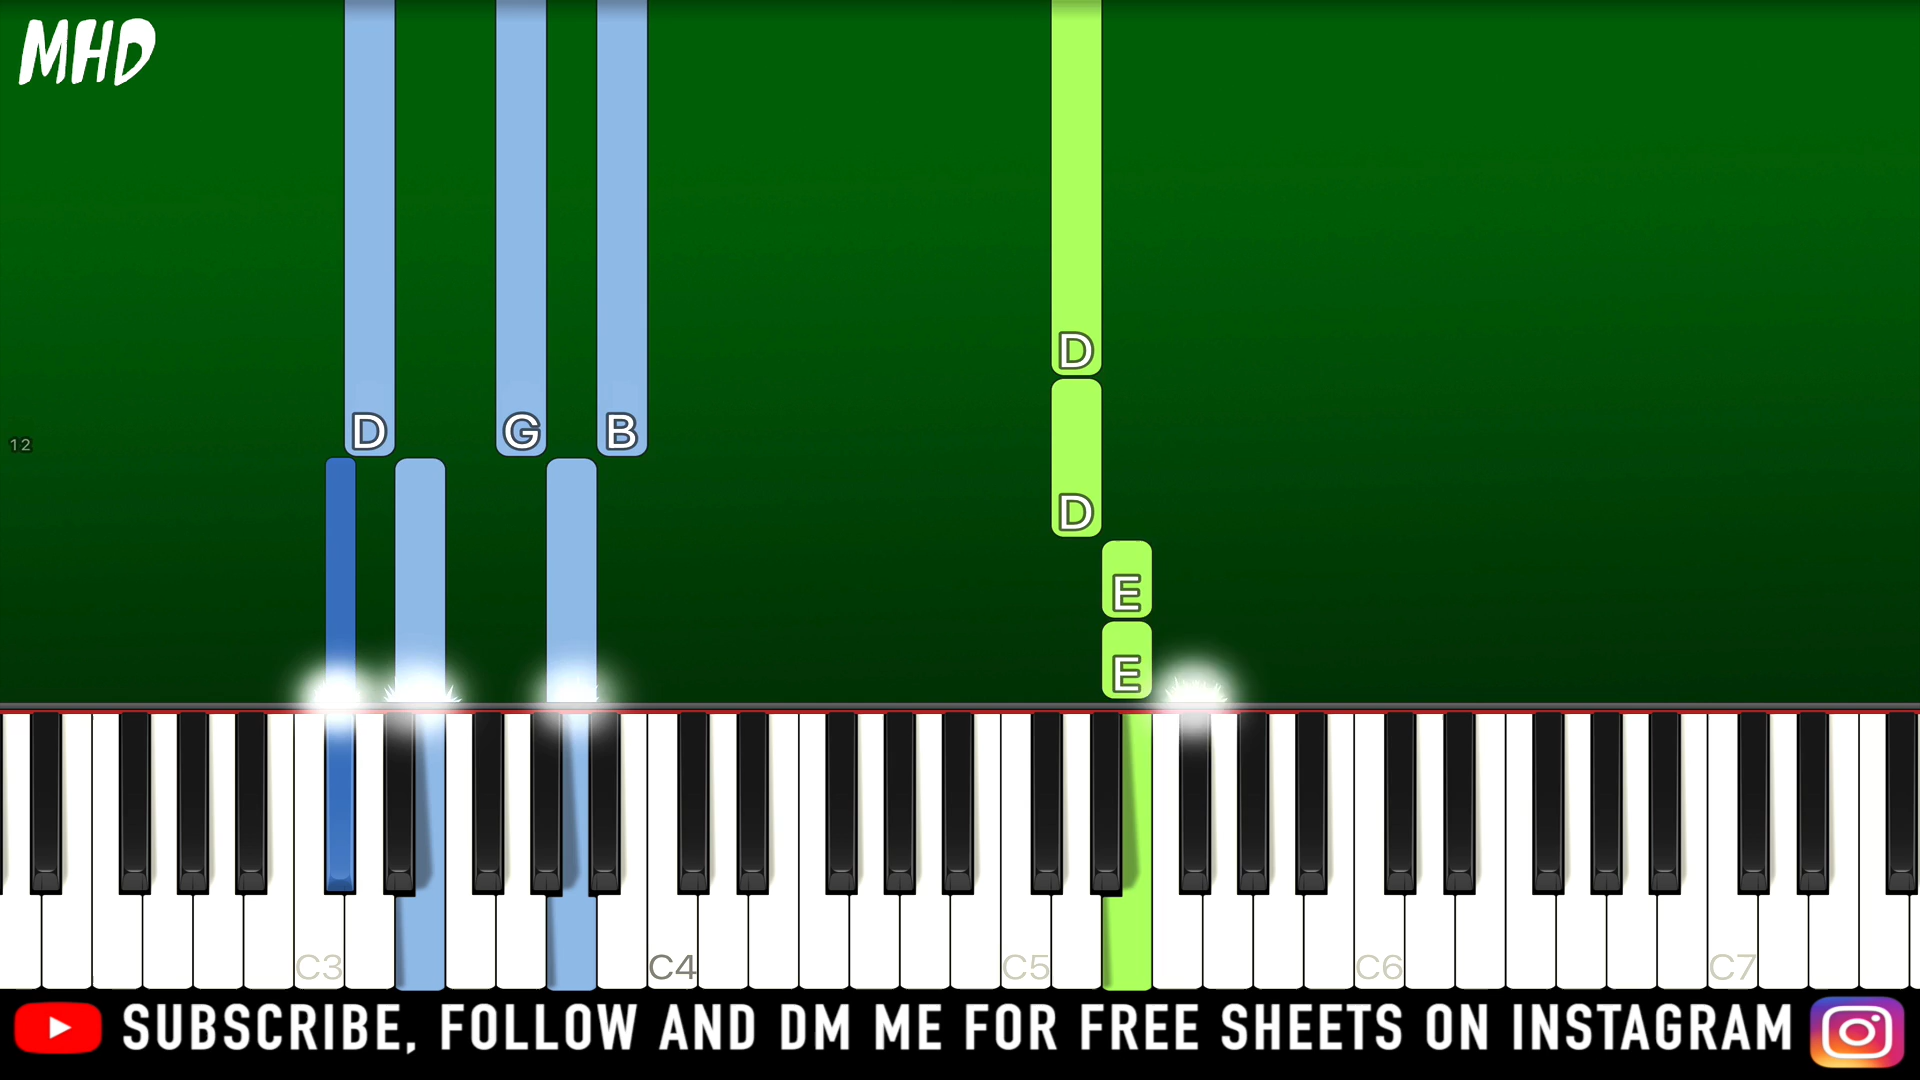 MHD
D
D G B
12
D
E
E
C3 C4 C5 C6 C7
SUBSCRIBE, FOLLOW AND DM ME FOR FREE SHEETS ON INSTAGRAM